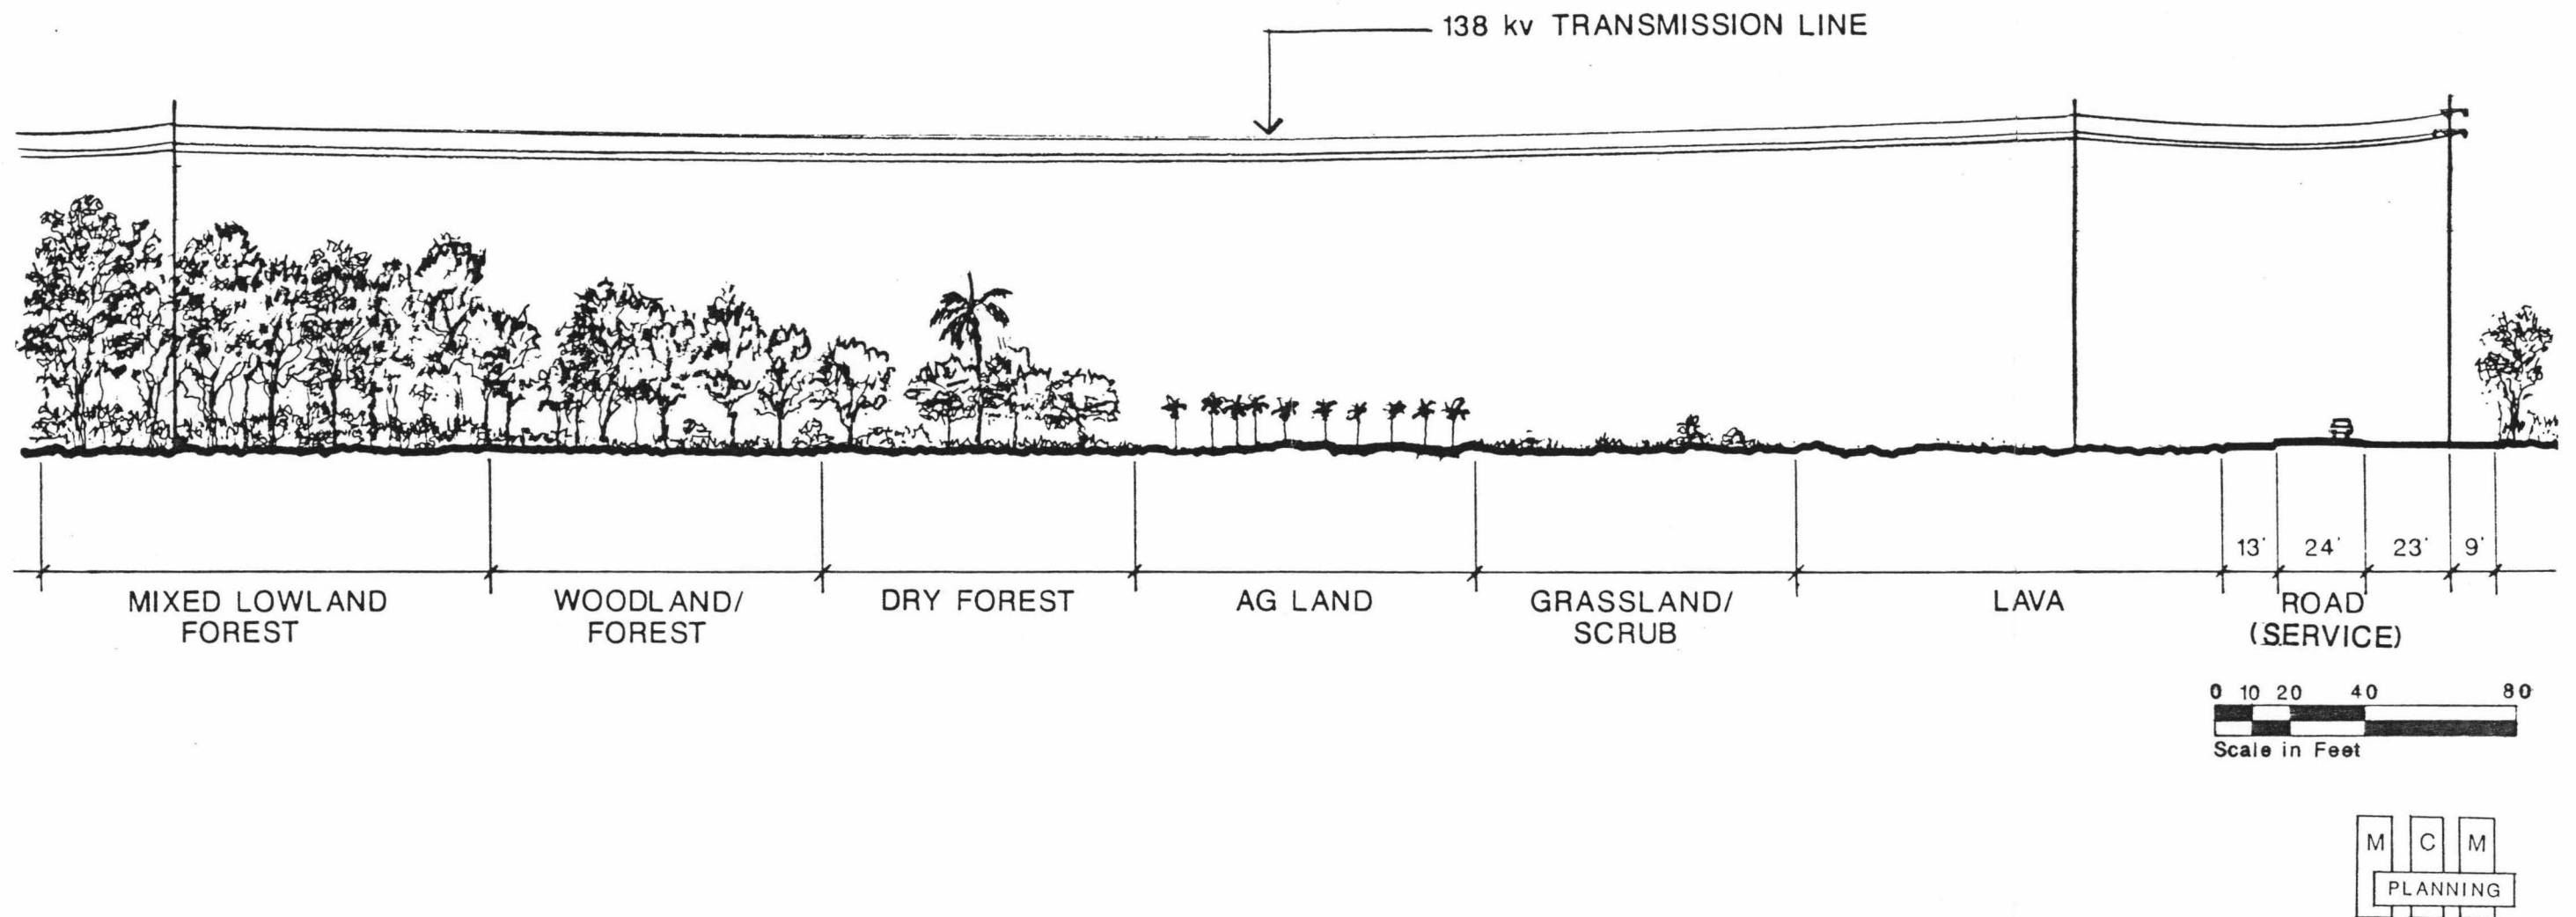 138 kv TRANSMISSION LINE
13' 24' 23' 9'
MIXED LOWLAND
FOREST
WOODLAND/
FOREST
DRY FOREST
AG LAND
GRASSLAND/
SCRUB
LAVA
ROAD
(SERVICE)
0 10 20 40 80
Scale in Feet
M C M
PLANNING